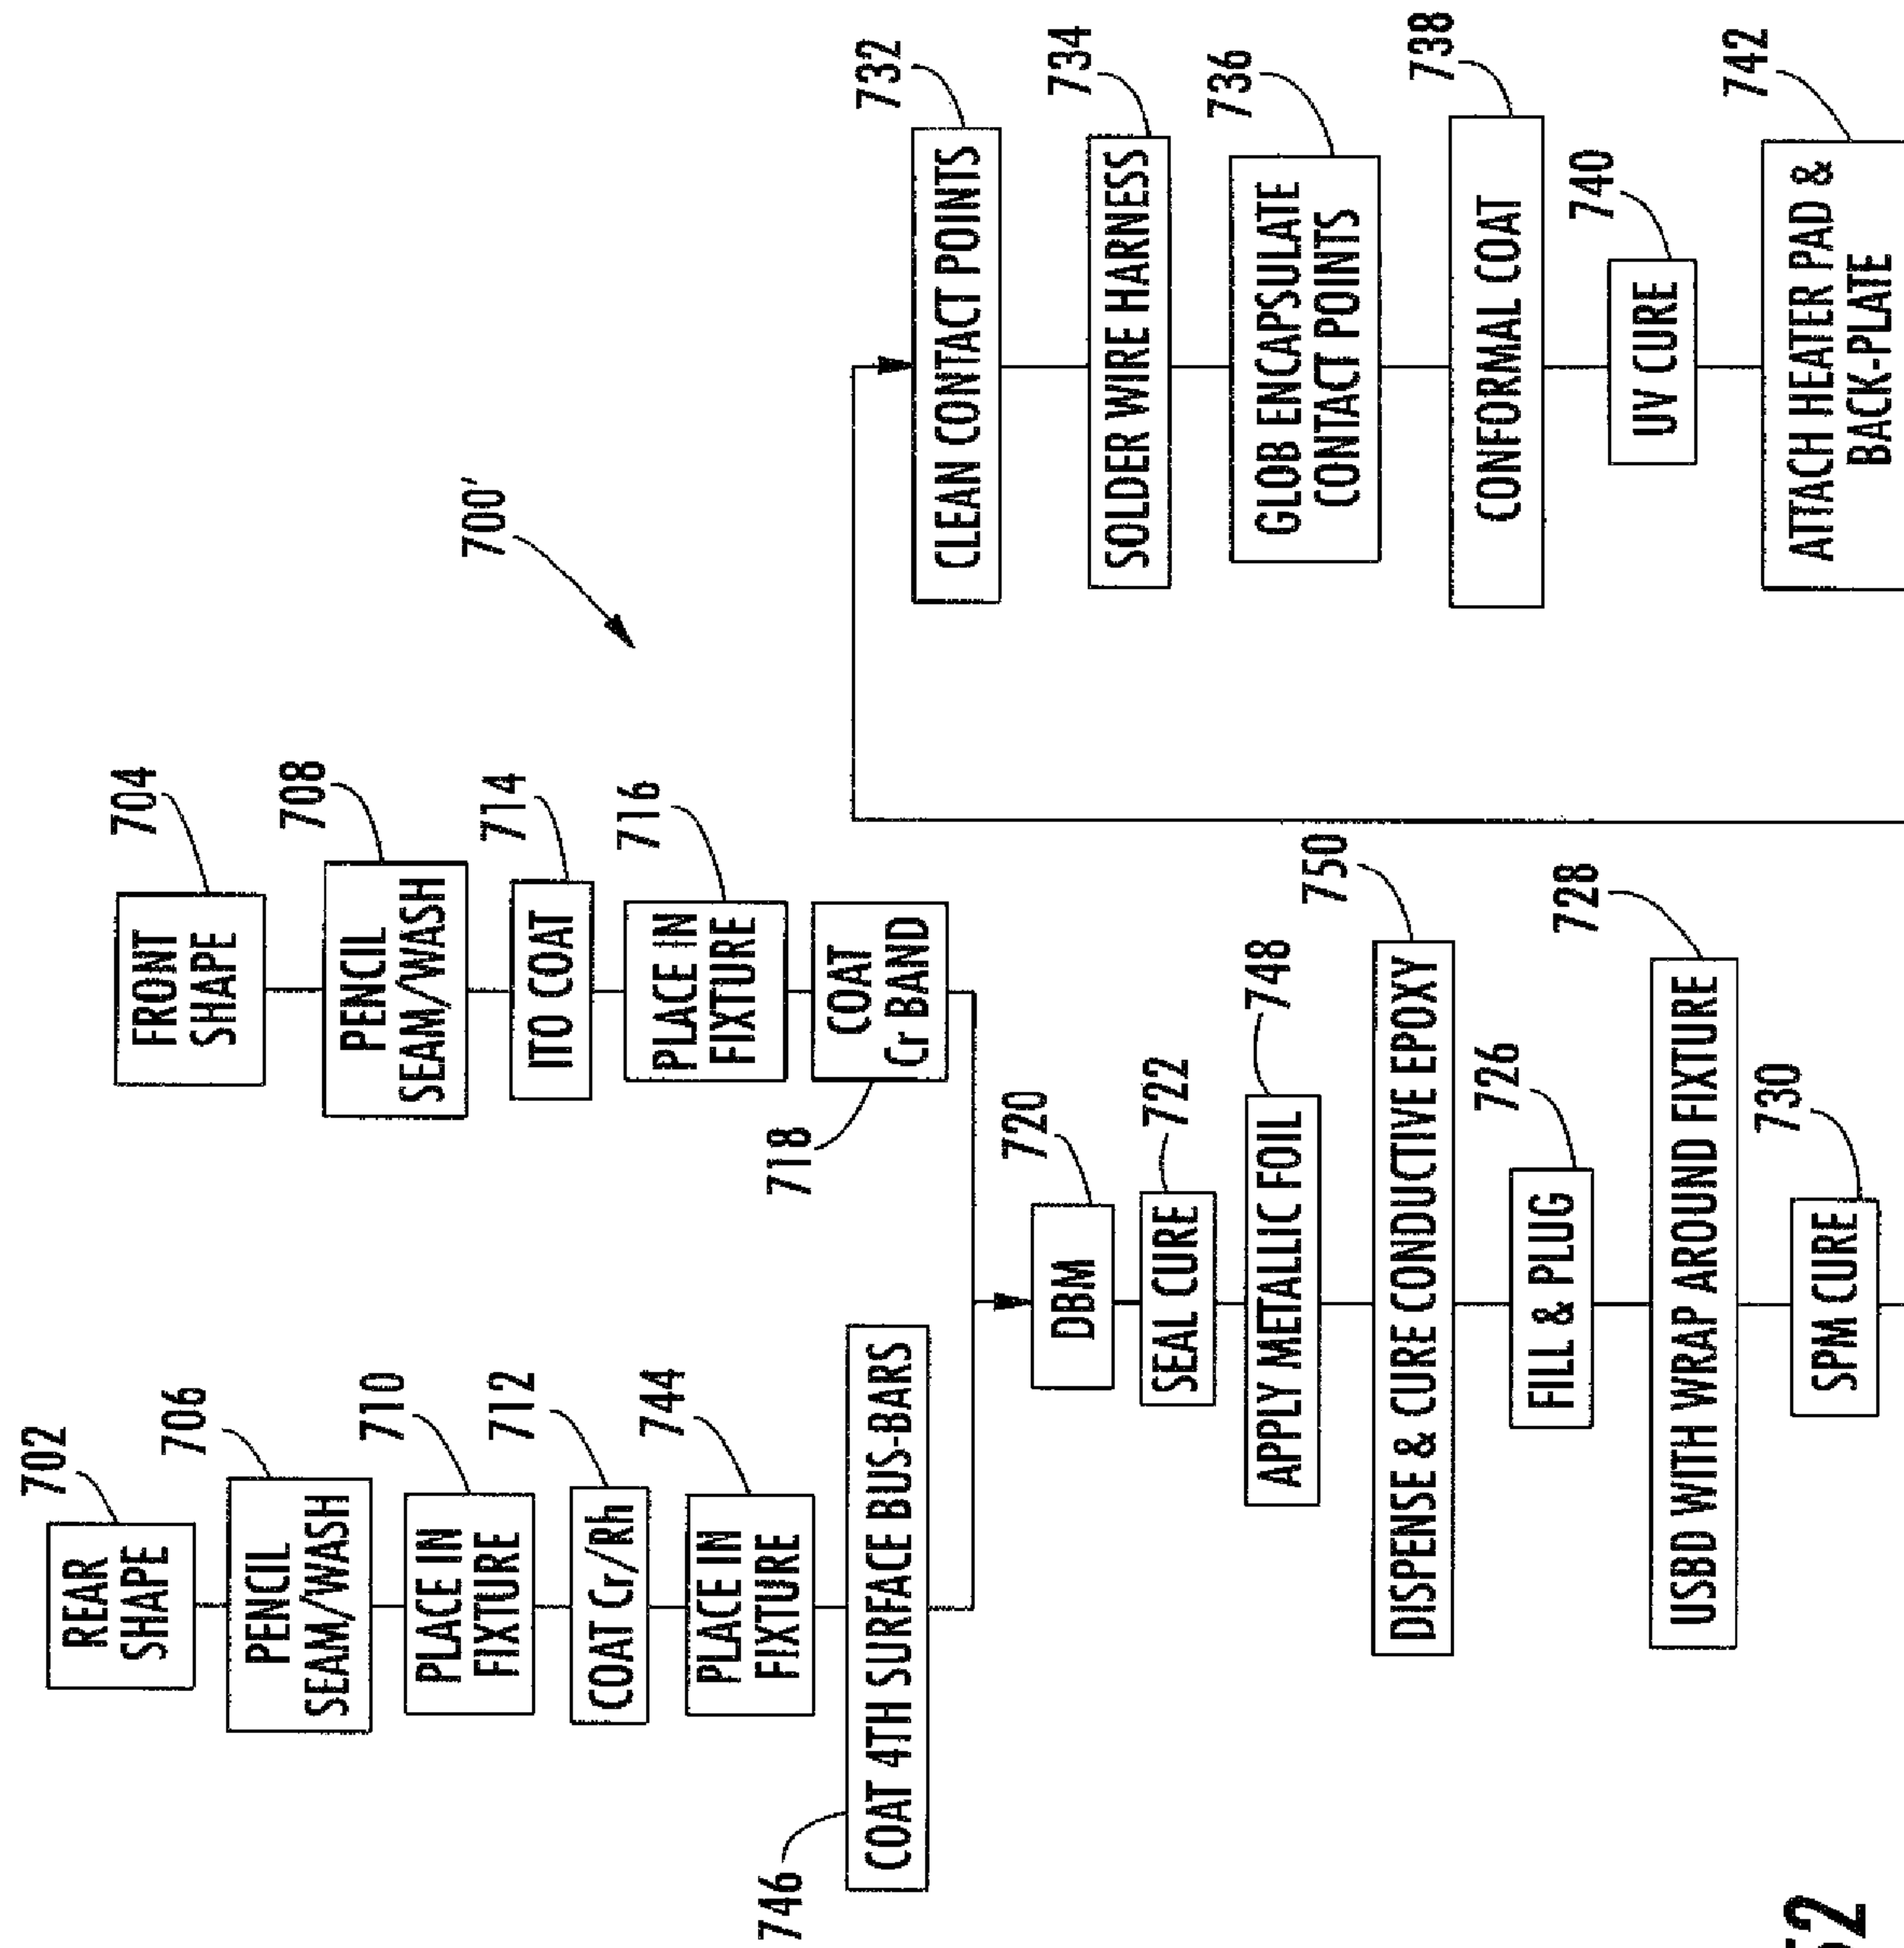 700'
702
REAR
SHAPE
706
PENCIL
SEAM/WASH
710
PLACE IN
FIXTURE
712
COAT Cr/Rh
744
PLACE IN
FIXTURE
746
COAT 4TH SURFACE BUS-BARS
704
FRONT
SHAPE
708
PENCIL
SEAM/WASH
714
ITO COAT
716
PLACE IN
FIXTURE
718
COAT
Cr BAND
720
DBM
722
SEAL CURE
748
APPLY METALLIC FOIL
750
DISPENSE & CURE CONDUCTIVE EPOXY
726
FILL & PLUG
728
USBD WITH WRAP AROUND FIXTURE
730
SPM CURE
732
CLEAN CONTACT POINTS
734
SOLDER WIRE HARNESS
736
GLOB ENCAPSULATE
CONTACT POINTS
738
CONFORMAL COAT
740
UV CURE
742
ATTACH HEATER PAD &
BACK-PLATE